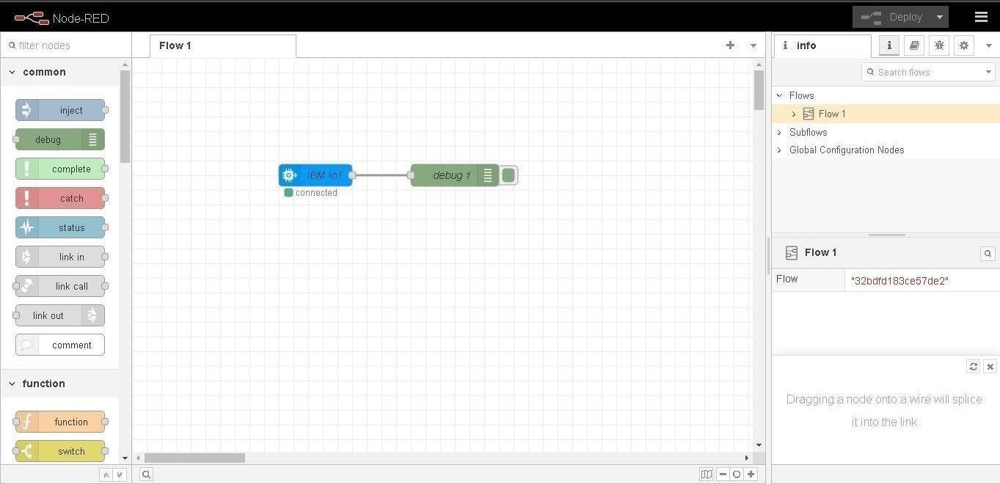 Node-RED
Deploy
filter nodes
common
inject
debug
complete
catch
status
link in
link call
link out
comment
function
function
switch
Flow 1
IBM IoT
connected
debug 1
info
Search flows
Flows
Flow 1
Subflows
Global Configuration Nodes
Flow 1
Flow "32bdfd183ce57de2"
Dragging a node onto a wire will splice
it into the link